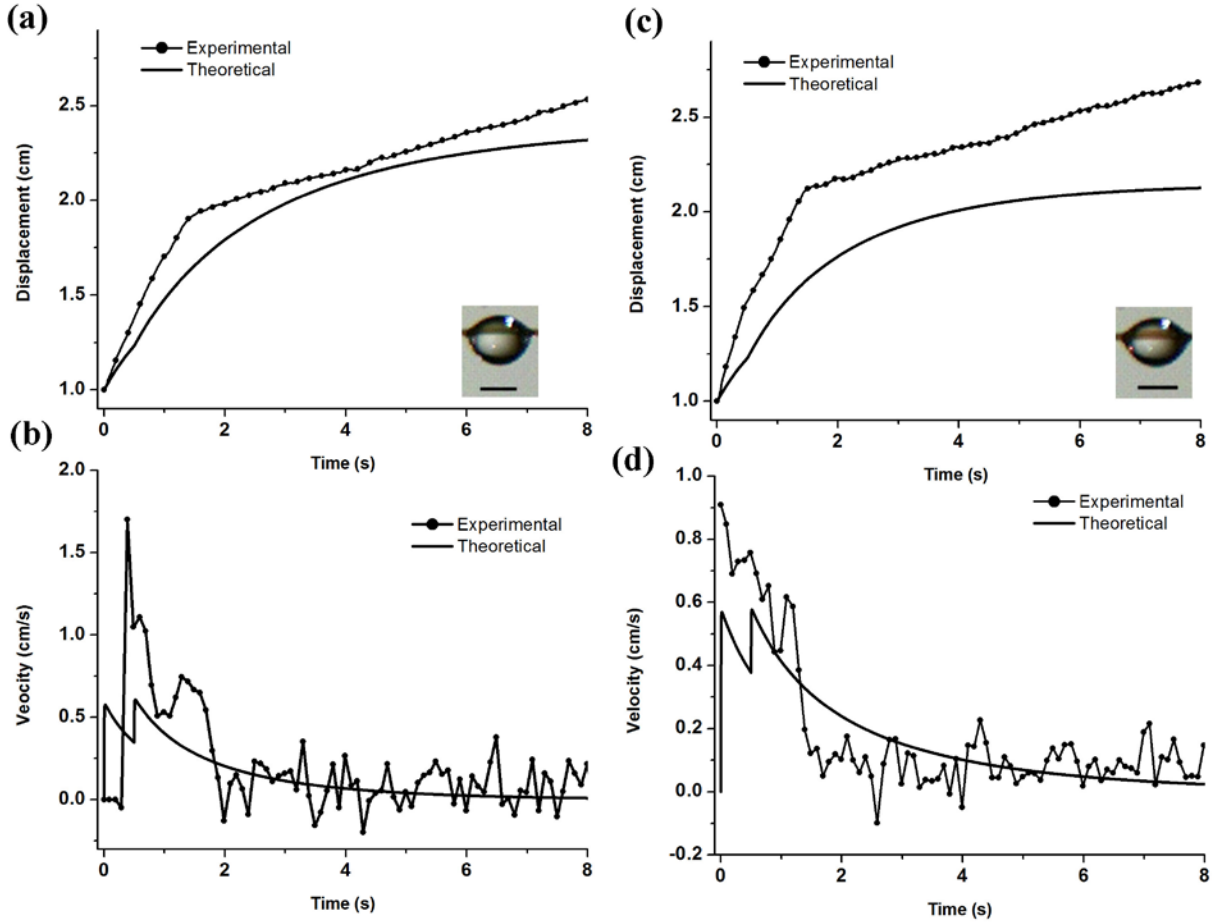 (a)
Experimental
Theoretical
Displacement (cm)
2.5
2.0
1.5
1.0
0
2
4
6
8
Time (s)
(c)
Experimental
Theoretical
Displacement (cm)
2.5
2.0
1.5
1.0
0
2
4
6
8
Time (s)
(b)
Experimental
Theoretical
Veocity (cm/s)
2.0
1.5
1.0
0.5
0.0
0
2
4
6
8
Time (s)
(d)
Experimental
Theoretical
Velocity (cm/s)
1.0
0.8
0.6
0.4
0.2
0.0
-0.2
0
2
4
6
8
Time (s)